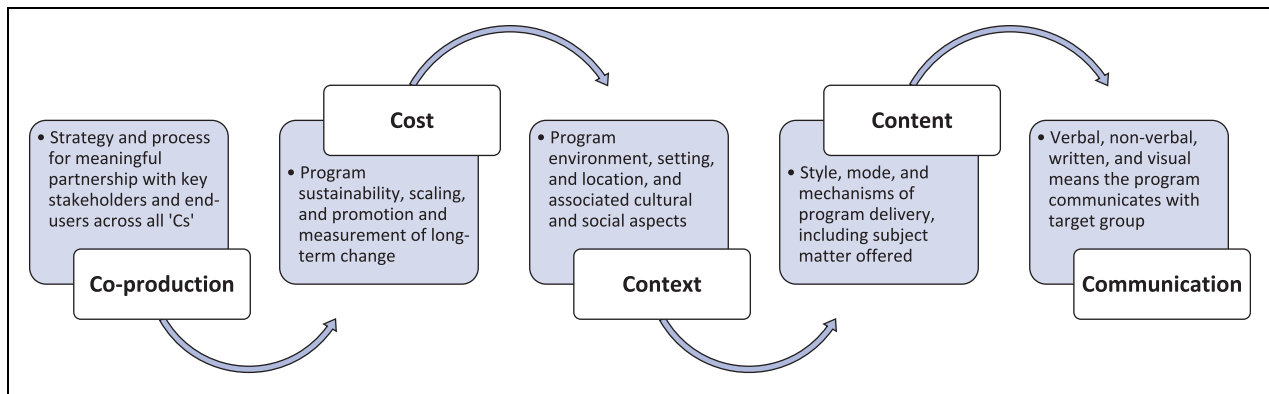 • Strategy and process
for meaningful
partnership with key
stakeholders and end-
users across all 'Cs'
Co-production
Cost
• Program
sustainability, scaling,
and promotion and
measurement of long-
term change
• Program
environment, setting,
and location, and
associated cultural
and social aspects
Context
Content
• Style, mode, and
mechanisms of
program delivery,
including subject
matter offered
• Verbal, non-verbal,
written, and visual
means the program
communicates with
target group
Communication